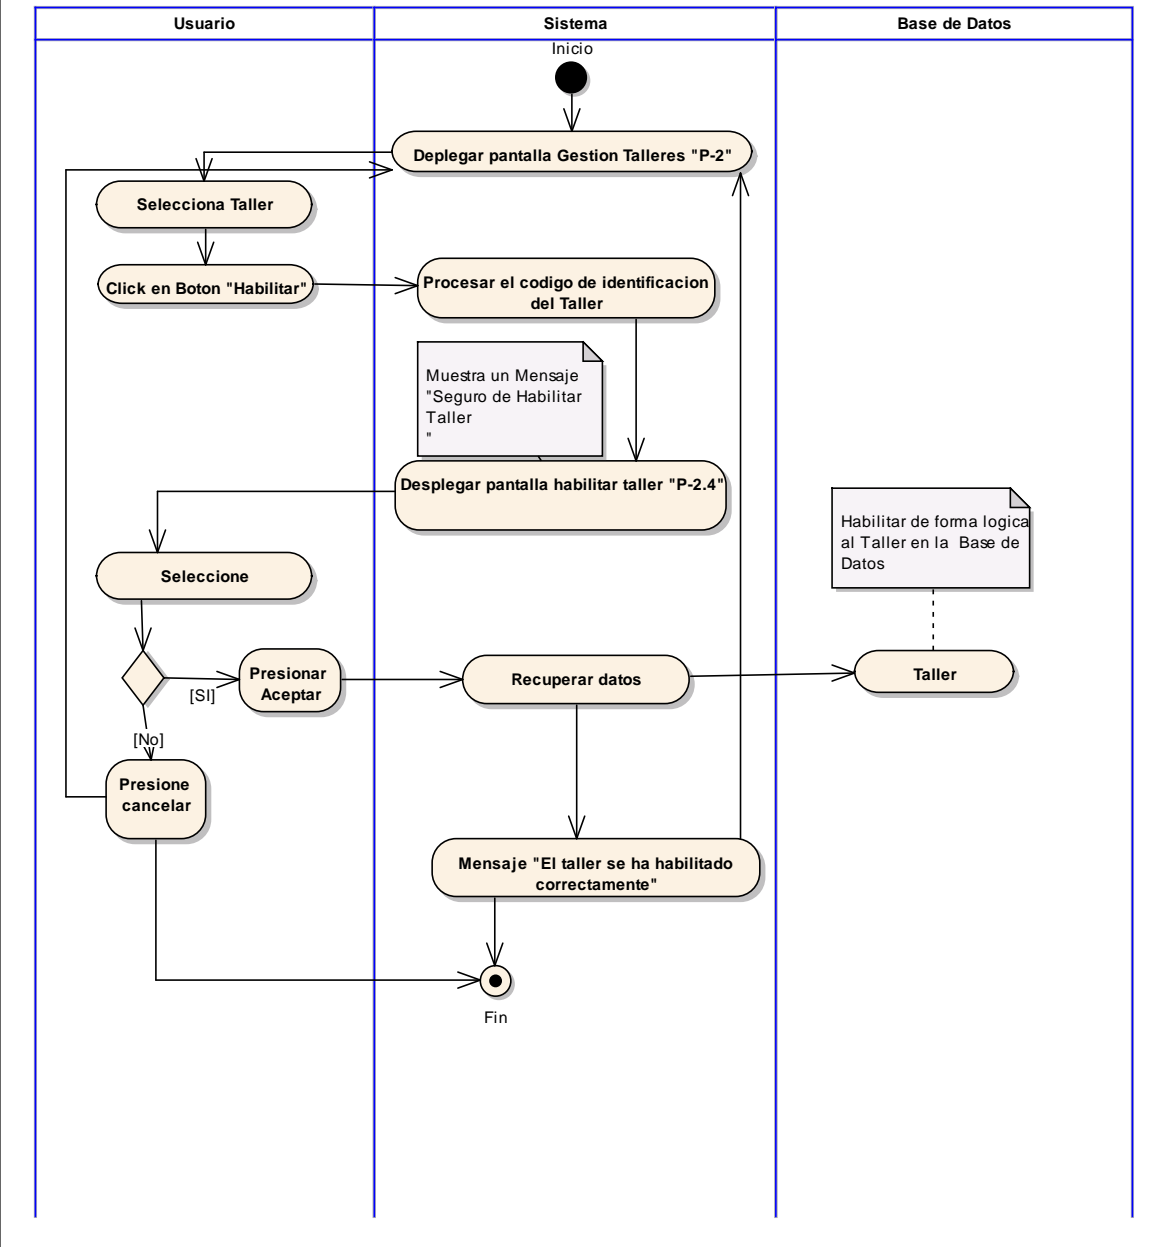 Usuario
Sistema
Base de Datos
Inicio
Deplegar pantalla Gestion Talleres "P-2"
Selecciona Taller
Click en Boton "Habilitar"
Procesar el codigo de identificacion
del Taller
Muestra un Mensaje
"Seguro de Habilitar
Taller
"
Desplegar pantalla habilitar taller "P-2.4"
Habilitar de forma logica
al Taller en la Base de
Datos
Seleccione
[SI]
Presionar
Aceptar
Recuperar datos
Taller
[No]
Presione
cancelar
Mensaje "El taller se ha habilitado
correctamente"
Fin